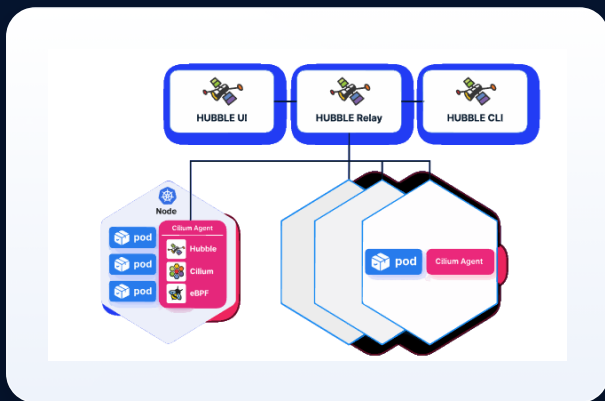 HUBBLE UI
HUBBLE Relay
HUBBLE CLI
Node
Cilium Agent
pod
Hubble
pod
Cilium
pod
eBPF
pod
Cilium Agent